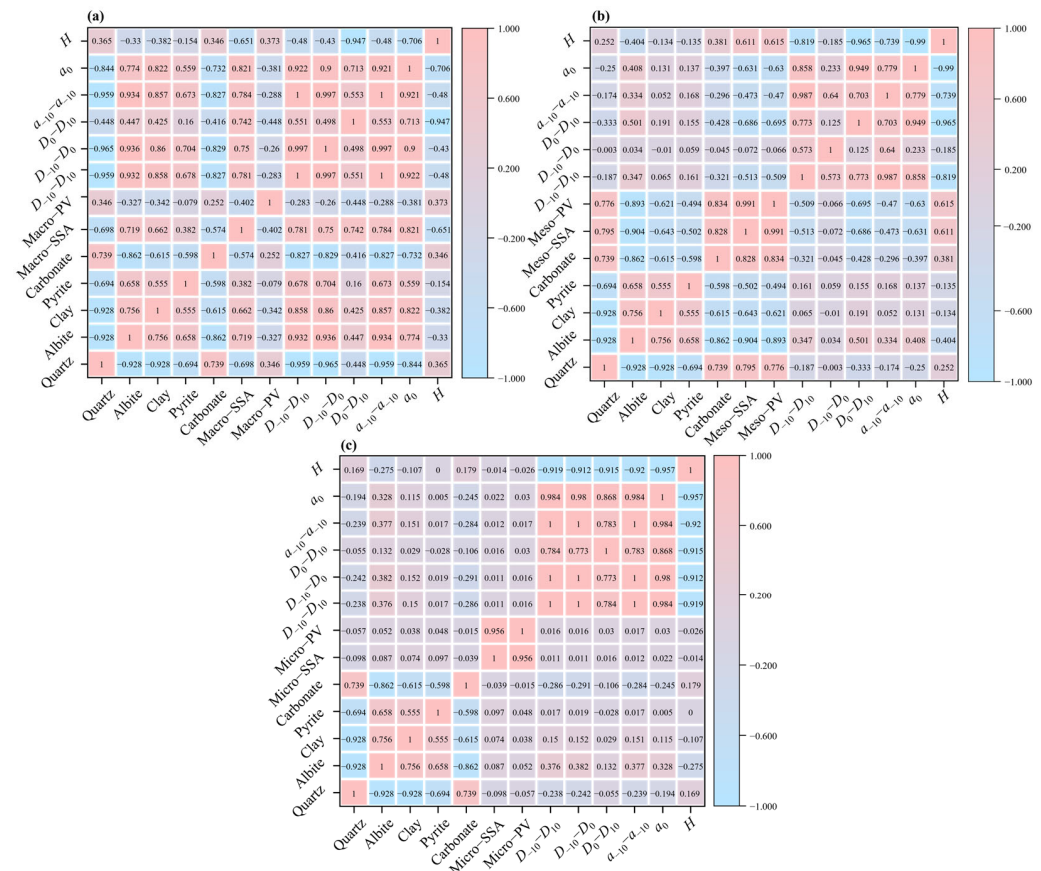 (a)
H 0.365 −0.33 −0.382 −0.154 0.346 −0.651 0.373 −0.48 −0.43 −0.947 −0.48 −0.706 1
a0 −0.844 0.774 0.822 0.559 −0.732 0.821 −0.381 0.922 0.9 0.713 0.921 1 −0.706
a−10−a−10 −0.959 0.934 0.857 0.673 −0.827 0.784 −0.288 1 0.997 0.553 1 0.921 −0.48
D0−D10 −0.448 0.447 0.425 0.16 −0.416 0.742 −0.448 0.551 0.498 1 0.553 0.713 −0.947
D−10−D0 −0.965 0.936 0.86 0.704 −0.829 0.75 −0.26 0.997 1 0.498 0.997 0.9 −0.43
D−10−D10 −0.959 0.932 0.858 0.678 −0.827 0.781 −0.283 1 0.997 0.551 1 0.922 −0.48
Macro−PV 0.346 −0.327 −0.342 −0.079 0.252 −0.402 1 −0.283 −0.26 −0.448 −0.288 −0.381 0.373
Macro−SSA −0.698 0.719 0.662 0.382 −0.574 1 −0.402 0.781 0.75 0.742 0.784 0.821 −0.651
Carbonate 0.739 −0.862 −0.615 −0.598 1 −0.574 0.252 −0.827 −0.829 −0.416 −0.827 −0.732 0.346
Pyrite −0.694 0.658 0.555 1 −0.598 0.382 −0.079 0.678 0.704 0.16 0.673 0.559 −0.154
Clay −0.928 0.756 1 0.555 −0.615 0.662 −0.342 0.858 0.86 0.425 0.857 0.822 −0.382
Albite −0.928 1 0.756 0.658 −0.862 0.719 −0.327 0.932 0.936 0.447 0.934 0.774 −0.33
Quartz 1 −0.928 −0.928 −0.694 0.739 −0.698 0.346 −0.959 −0.965 −0.448 −0.959 −0.844 0.365
Quartz Albite Clay Pyrite Carbonate Macro−SSA Macro−PV D−10−D10 D−10−D0 D0−D10 a−10−a−10 a0 H
1.000
0.600
0.200
−0.200
−0.600
−1.000
(b)
H 0.252 −0.404 −0.134 −0.135 0.381 0.611 0.615 −0.819 −0.185 −0.965 −0.739 −0.99 1
a0 −0.25 0.408 0.131 0.137 −0.397 −0.631 −0.63 0.858 0.233 0.949 0.779 1 −0.99
a−10−a−10 −0.174 0.334 0.052 0.168 −0.296 −0.473 −0.47 0.987 0.64 0.703 1 0.779 −0.739
D0−D10 −0.333 0.501 0.191 0.155 −0.428 −0.686 −0.695 0.773 0.125 1 0.703 0.949 −0.965
D−10−D0 −0.003 0.034 −0.01 0.059 −0.045 −0.072 −0.066 0.573 1 0.125 0.64 0.233 −0.185
D−10−D10 −0.187 0.347 0.065 0.161 −0.321 −0.513 −0.509 1 0.573 0.773 0.987 0.858 −0.819
Meso−PV 0.776 −0.893 −0.621 −0.494 0.834 0.991 1 −0.509 −0.066 −0.695 −0.47 −0.63 0.615
Meso−SSA 0.795 −0.904 −0.643 −0.502 0.828 1 0.991 −0.513 −0.072 −0.686 −0.473 −0.631 0.611
Carbonate 0.739 −0.862 −0.615 −0.598 1 0.828 0.834 −0.321 −0.045 −0.428 −0.296 −0.397 0.381
Pyrite −0.694 0.658 0.555 1 −0.598 −0.502 −0.494 0.161 0.059 0.155 0.168 0.137 −0.135
Clay −0.928 0.756 1 0.555 −0.615 −0.643 −0.621 0.065 −0.01 0.191 0.052 0.131 −0.134
Albite −0.928 1 0.756 0.658 −0.862 −0.904 −0.893 0.347 0.034 0.501 0.334 0.408 −0.404
Quartz 1 −0.928 −0.928 −0.694 0.739 0.795 0.776 −0.187 −0.003 −0.333 −0.174 −0.25 0.252
Quartz Albite Clay Pyrite Carbonate Meso−SSA Meso−PV D−10−D10 D−10−D0 D0−D10 a−10−a−10 a0 H
1.000
0.600
0.200
−0.200
−0.600
−1.000
(c)
H 0.169 −0.275 −0.107 0 0.179 −0.014 −0.026 −0.919 −0.912 −0.915 −0.92 −0.957 1
a0 −0.194 0.328 0.115 0.005 −0.245 0.022 0.03 0.984 0.98 0.868 0.984 1 −0.957
a−10−a−10 −0.239 0.377 0.151 0.017 −0.284 0.012 0.017 1 1 0.783 1 0.984 −0.92
D0−D10 −0.055 0.132 0.029 −0.028 −0.106 0.016 0.03 0.784 0.773 1 0.783 0.868 −0.915
D−10−D0 −0.242 0.382 0.152 0.019 −0.291 0.011 0.016 1 1 0.773 1 0.98 −0.912
D−10−D10 −0.238 0.376 0.15 0.017 −0.286 0.011 0.016 1 1 0.784 1 0.984 −0.919
Micro−PV −0.057 0.052 0.038 0.048 −0.015 0.956 1 0.016 0.016 0.03 0.017 0.03 −0.026
Micro−SSA −0.098 0.087 0.074 0.097 −0.039 1 0.956 0.011 0.011 0.016 0.012 0.022 −0.014
Carbonate 0.739 −0.862 −0.615 −0.598 1 −0.039 −0.015 −0.286 −0.291 −0.106 −0.284 −0.245 0.179
Pyrite −0.694 0.658 0.555 1 −0.598 0.097 0.048 0.017 0.019 −0.028 0.017 0.005 0
Clay −0.928 0.756 1 0.555 −0.615 0.074 0.038 0.15 0.152 0.029 0.151 0.115 −0.107
Albite −0.928 1 0.756 0.658 −0.862 0.087 0.052 0.376 0.382 0.132 0.377 0.328 −0.275
Quartz 1 −0.928 −0.928 −0.694 0.739 −0.098 −0.057 −0.238 −0.242 −0.055 −0.239 −0.194 0.169
Quartz Albite Clay Pyrite Carbonate Micro−SSA Micro−PV D−10−D10 D−10−D0 D0−D10 a−10−a−10 a0 H
1.000
0.600
0.200
−0.200
−0.600
−1.000